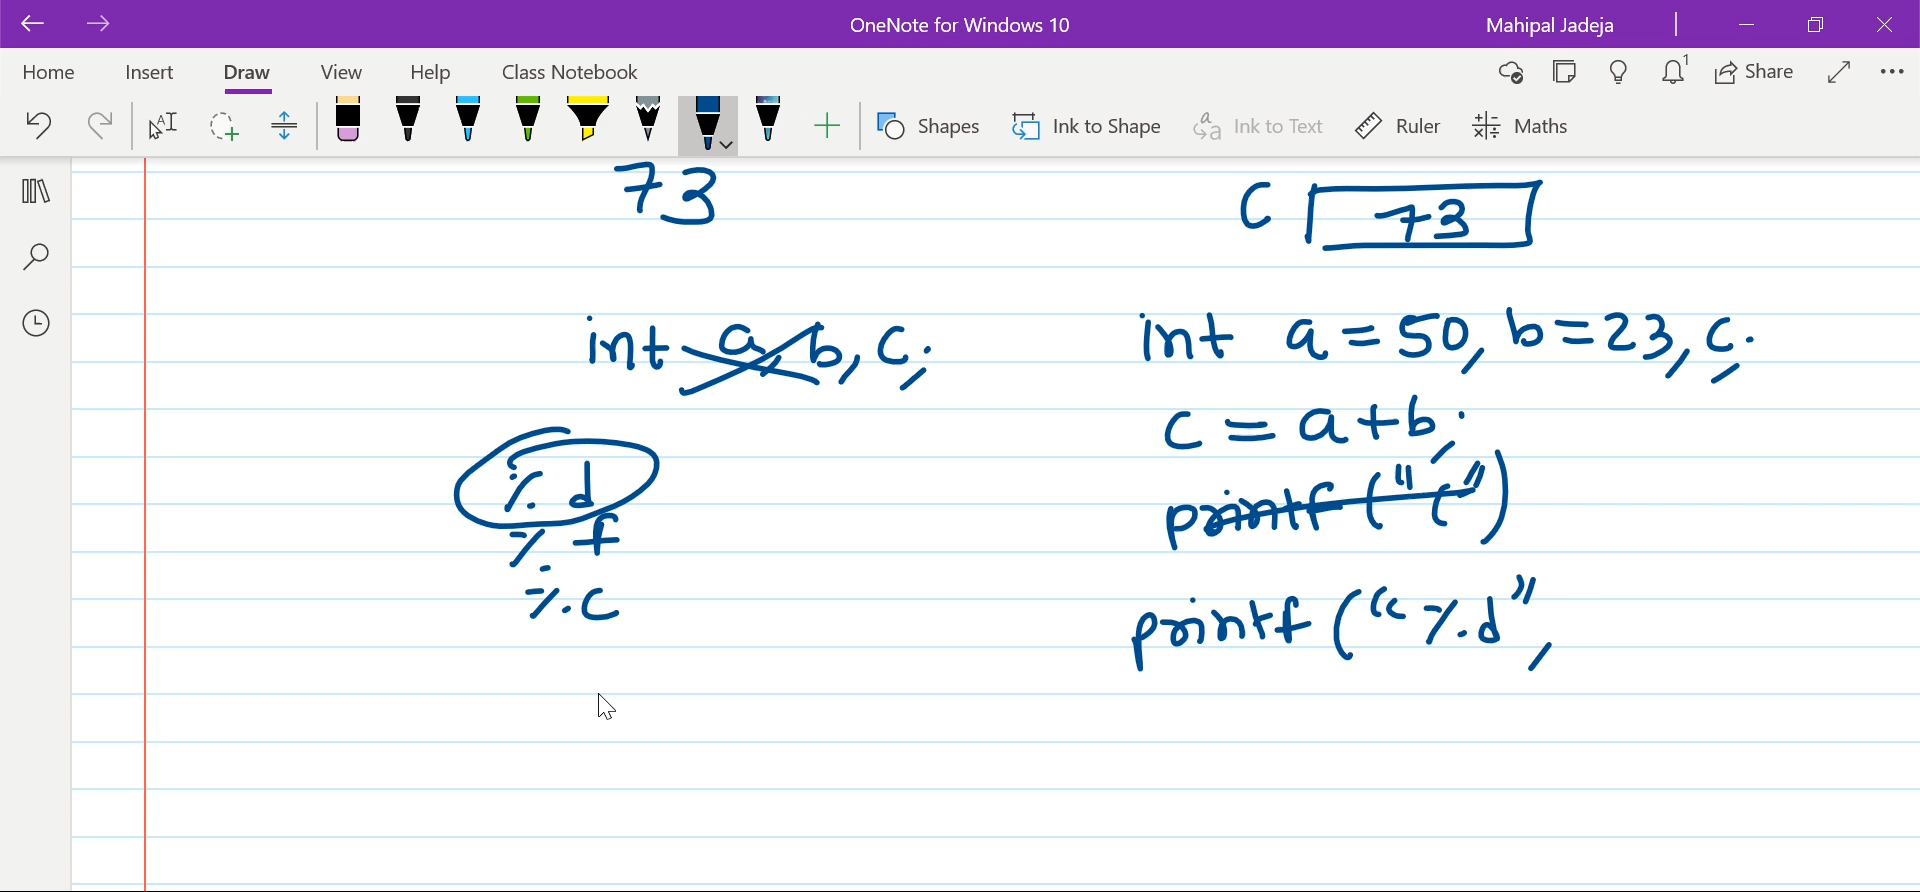 OneNote for Windows 10
Mahipal Jadeja
Home Insert Draw View Help Class Notebook
Share
Shapes Ink to Shape Ink to Text Ruler Maths
73
C 73
int a, b, c;
int a = 50, b = 23, c;
c = a + b;
% d
printf ("c")
% f
% c
printf ("%d",